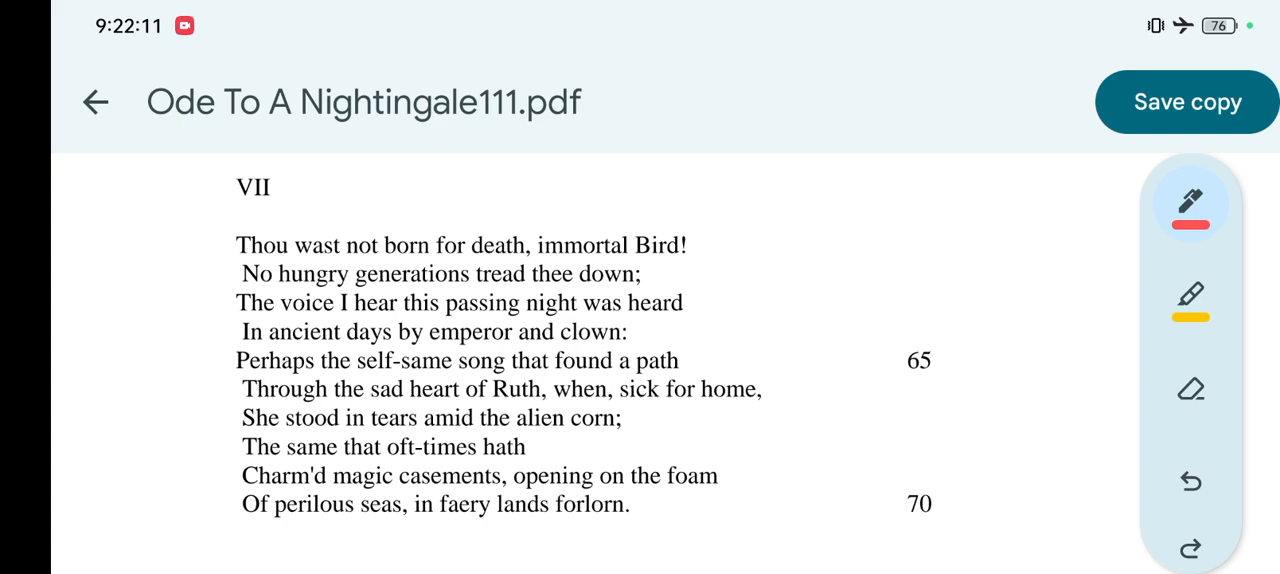 9:22:11
76
Ode To A Nightingale111.pdf
Save copy
VII
Thou wast not born for death, immortal Bird!
No hungry generations tread thee down;
The voice I hear this passing night was heard
In ancient days by emperor and clown:
Perhaps the self-same song that found a path 65
Through the sad heart of Ruth, when, sick for home,
She stood in tears amid the alien corn;
The same that oft-times hath
Charm'd magic casements, opening on the foam
Of perilous seas, in faery lands forlorn. 70